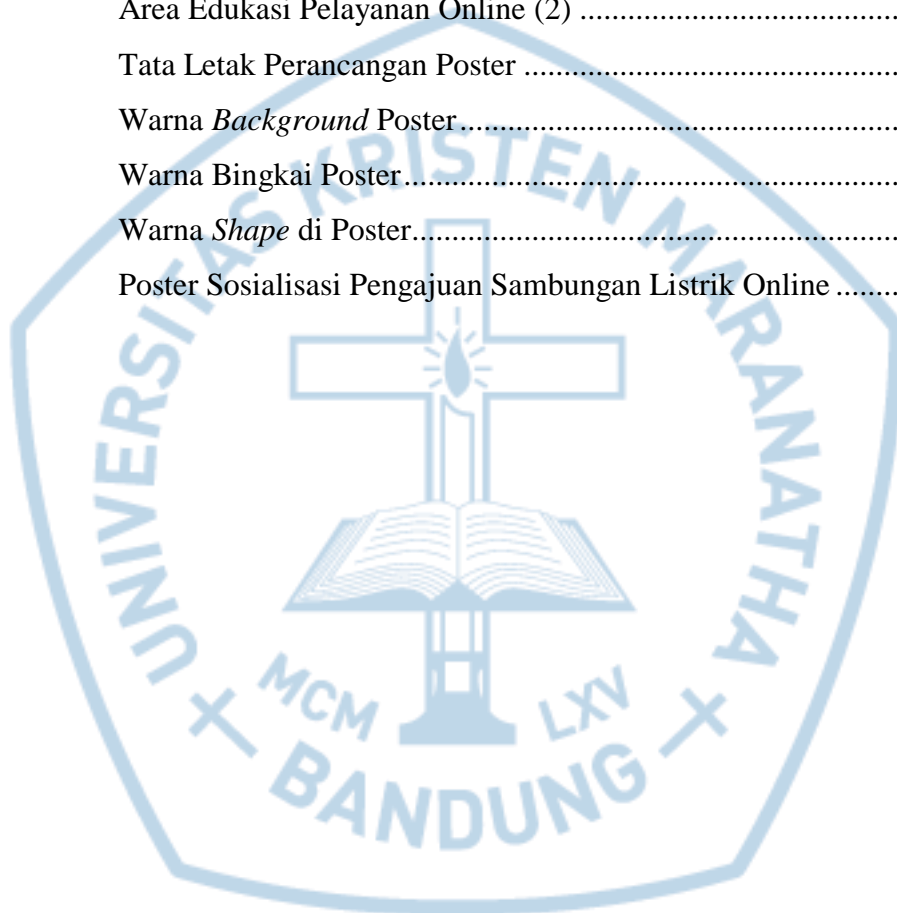 Area Edukasi Pelayanan Online (2) ........................................
Tata Letak Perancangan Poster ...............................................
Warna Background Poster.......................................................
Warna Bingkai Poster..............................................................
Warna Shape di Poster.............................................................
Poster Sosialisasi Pengajuan Sambungan Listrik Online ........
UNIVERSITAS KRISTEN MARANATHA
MCM LXV
BANDUNG